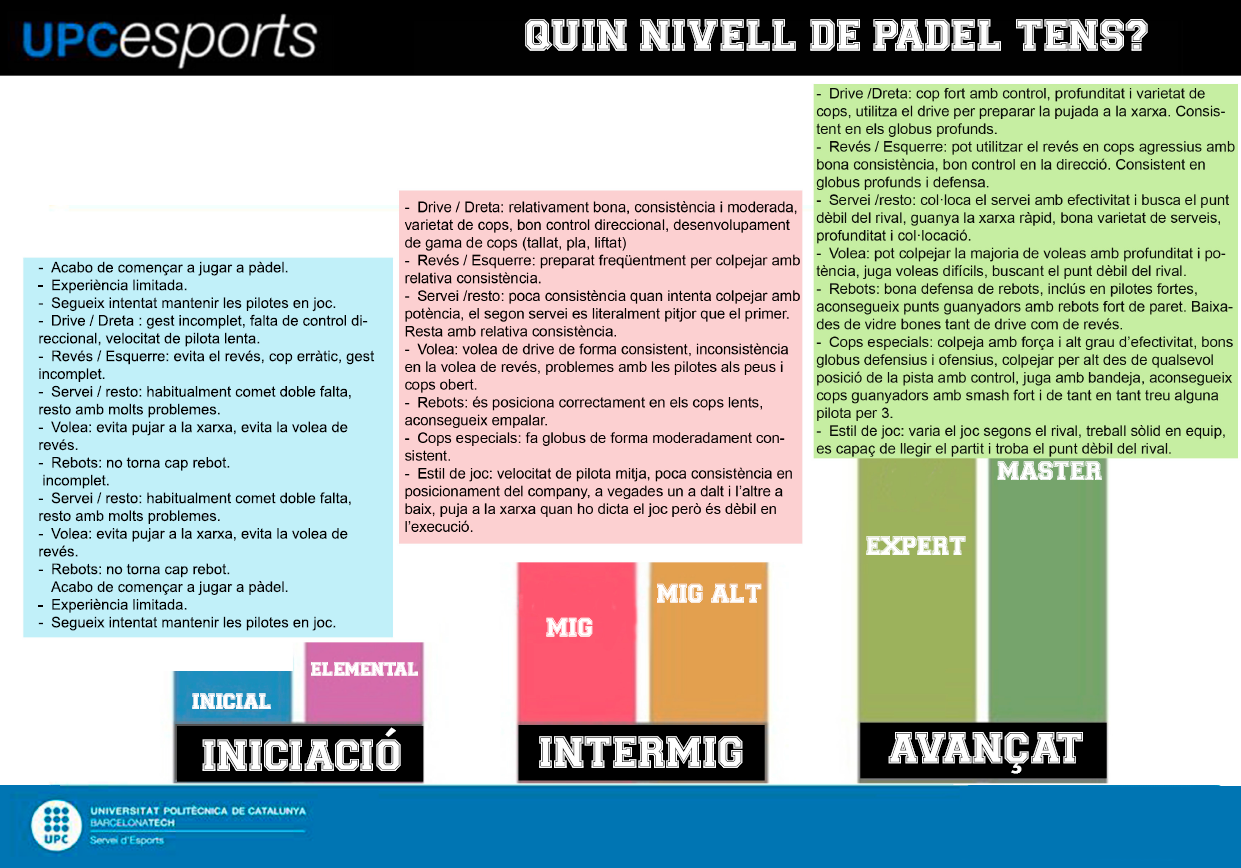 UPCesports
QUIN NIVELL DE PADEL TENS?
- Acabo de començar a jugar a pàdel.
- Experiència limitada.
- Segueix intentat mantenir les pilotes en joc.
- Drive / Dreta : gest incomplet, falta de control di-
reccional, velocitat de pilota lenta.
- Revés / Esquerre: evita el revés, cop erràtic, gest
incomplet.
- Servei / resto: habitualment comet doble falta,
resto amb molts problemes.
- Volea: evita pujar a la xarxa, evita la volea de
revés.
- Rebots: no torna cap rebot.
incomplet.
- Servei / resto: habitualment comet doble falta,
resto amb molts problemes.
- Volea: evita pujar a la xarxa, evita la volea de
revés.
- Rebots: no torna cap rebot.
Acabo de començar a jugar a pàdel.
- Experiència limitada.
- Segueix intentat mantenir les pilotes en joc.
- Drive / Dreta: relativament bona, consistència i moderada,
varietat de cops, bon control direccional, desenvolupament
de gama de cops (tallat, pla, liftat)
- Revés / Esquerre: preparat freqüentment per colpejar amb
relativa consistència.
- Servei /resto: poca consistència quan intenta colpejar amb
potència, el segon servei es literalment pitjor que el primer.
Resta amb relativa consistència.
- Volea: volea de drive de forma consistent, inconsistència
en la volea de revés, problemes amb les pilotes als peus i
cops obert.
- Rebots: és posiciona correctament en els cops lents,
aconsegueix empalar.
- Cops especials: fa globus de forma moderadament con-
sistent.
- Estil de joc: velocitat de pilota mitja, poca consistència en
posicionament del company, a vegades un a dalt i l'altre a
baix, puja a la xarxa quan ho dicta el joc però és dèbil en
l'execució.
- Drive /Dreta: cop fort amb control, profunditat i varietat de
cops, utilitza el drive per preparar la pujada a la xarxa. Consis-
tent en els globus profunds.
- Revés / Esquerre: pot utilitzar el revés en cops agressius amb
bona consistència, bon control en la direcció. Consistent en
globus profunds i defensa.
- Servei /resto: col·loca el servei amb efectivitat i busca el punt
dèbil del rival, guanya la xarxa ràpid, bona varietat de serveis,
profunditat i col·locació.
- Volea: pot colpejar la majoria de voleas amb profunditat i po-
tència, juga voleas difícils, buscant el punt dèbil del rival.
- Rebots: bona defensa de rebots, inclús en pilotes fortes,
aconsegueix punts guanyadors amb rebots fort de paret. Baixa-
des de vidre bones tant de drive com de revés.
- Cops especials: colpeja amb força i alt grau d'efectivitat, bons
globus defensius i ofensius, colpejar per alt des de qualsevol
posició de la pista amb control, juga amb bandeja, aconsegueix
cops guanyadors amb smash fort i de tant en tant treu alguna
pilota per 3.
- Estil de joc: varia el joc segons el rival, treball sòlid en equip,
es capaç de llegir el partit i troba el punt dèbil del rival.
INICIAL
ELEMENTAL
INICIACIÓ
MIG
MIG ALT
INTERMIG
EXPERT
MASTER
AVANÇAT
UPC
UNIVERSITAT POLITÈCNICA DE CATALUNYA
BARCELONATECH
Servei d'Esports